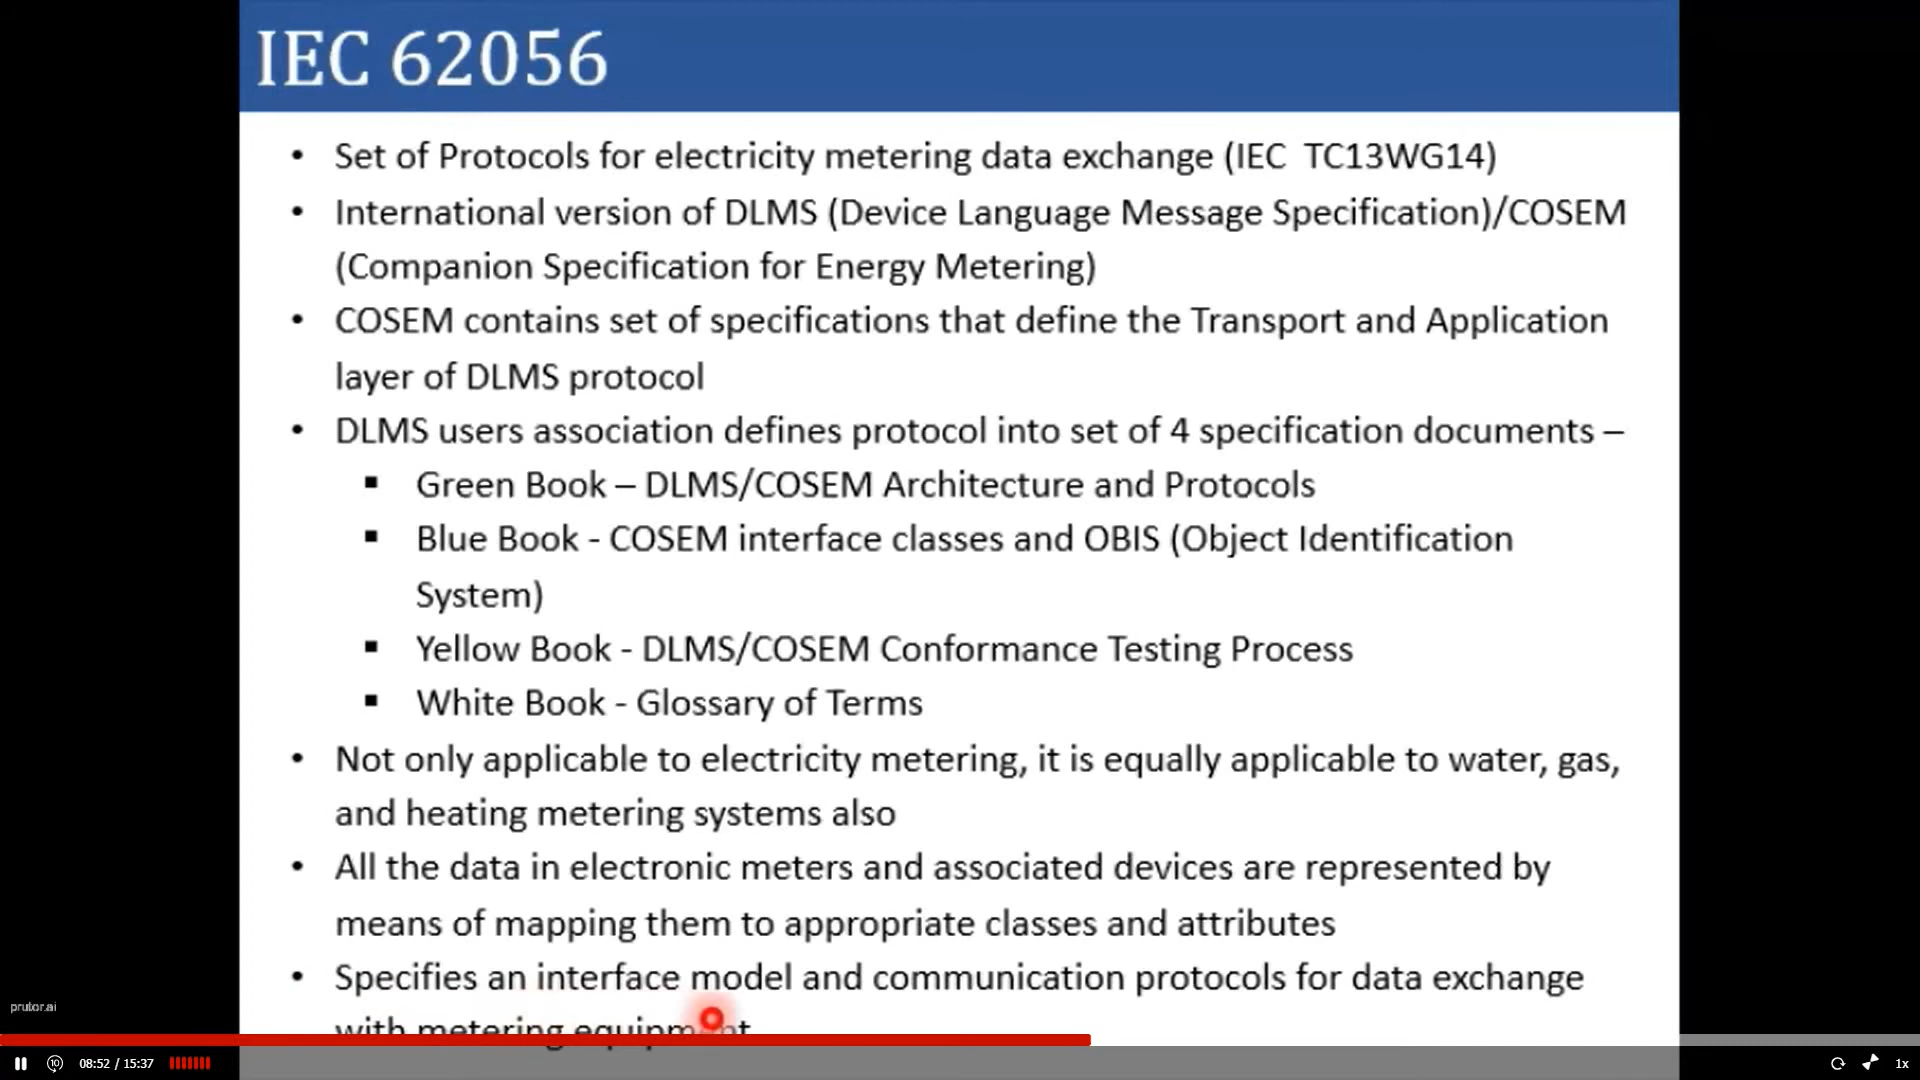 IEC 62056
• Set of Protocols for electricity metering data exchange (IEC  TC13WG14)
• International version of DLMS (Device Language Message Specification)/COSEM
(Companion Specification for Energy Metering)
• COSEM contains set of specifications that define the Transport and Application
layer of DLMS protocol
• DLMS users association defines protocol into set of 4 specification documents –
▪ Green Book – DLMS/COSEM Architecture and Protocols
▪ Blue Book - COSEM interface classes and OBIS (Object Identification
System)
▪ Yellow Book - DLMS/COSEM Conformance Testing Process
▪ White Book - Glossary of Terms
• Not only applicable to electricity metering, it is equally applicable to water, gas,
and heating metering systems also
• All the data in electronic meters and associated devices are represented by
means of mapping them to appropriate classes and attributes
• Specifies an interface model and communication protocols for data exchange
with metering equipment
prutor.ai
10
08:52 / 15:37
1x